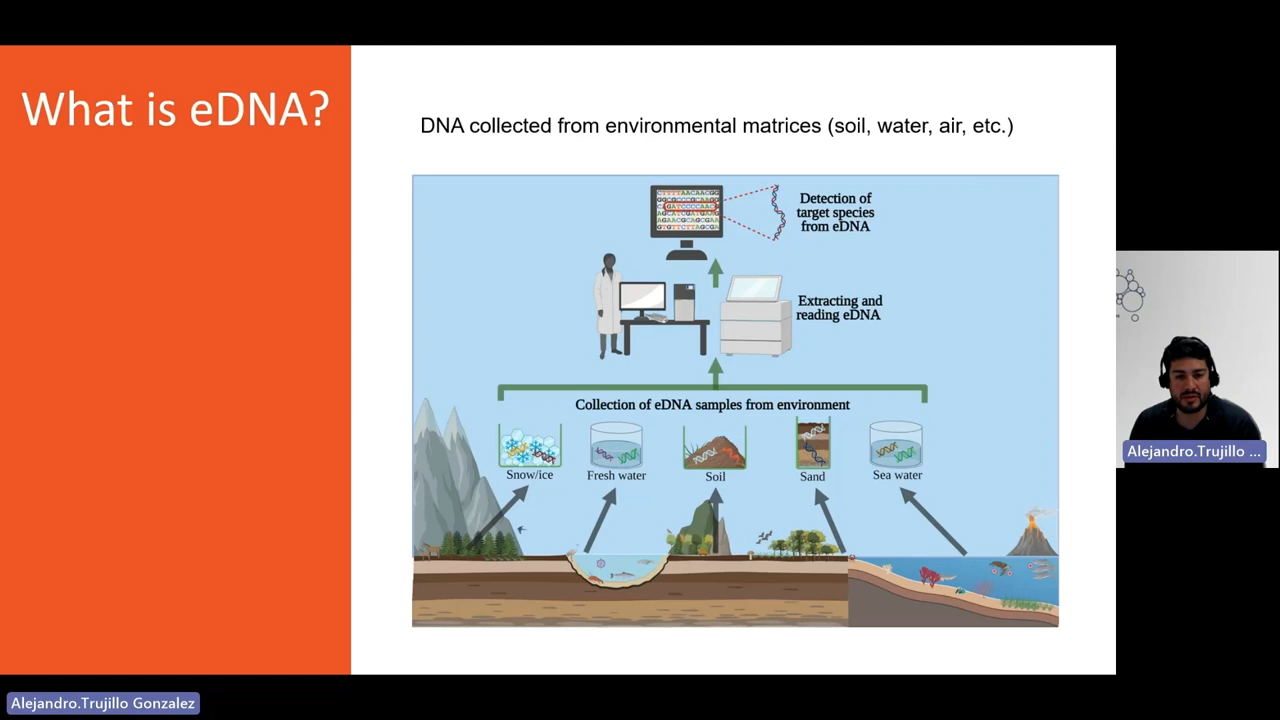 What is eDNA?
DNA collected from environmental matrices (soil, water, air, etc.)
Detection of
target species
from eDNA
Extracting and
reading eDNA
Collection of eDNA samples from environment
Snow/ice
Fresh water
Soil
Sand
Sea water
Alejandro.Trujillo ...
Alejandro.Trujillo Gonzalez